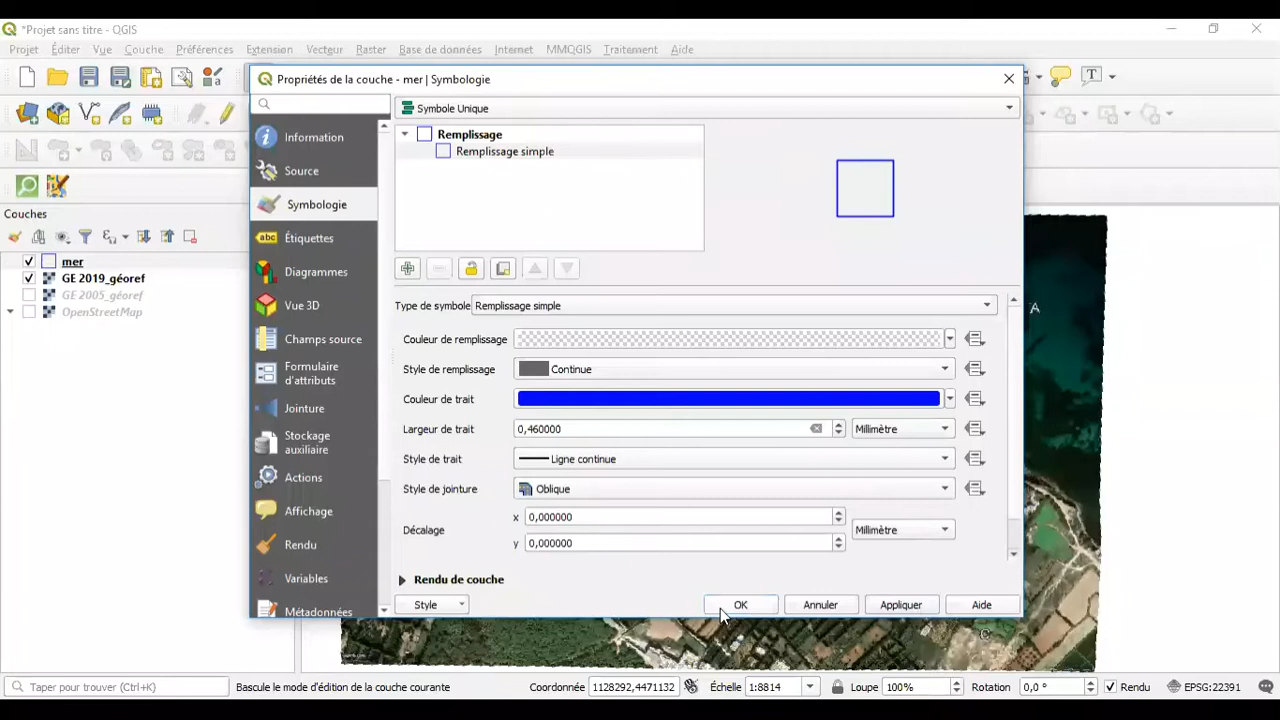 *Projet sans titre - QGIS
Projet Éditer Vue Couche Préférences Extension Vecteur Raster Base de données Internet MMQGIS Traitement Aide
Propriétés de la couche - mer | Symbologie
Symbole Unique
Information
Source
Symbologie
abc Étiquettes
Diagrammes
Vue 3D
Champs source
Formulaire
d'attributs
Jointure
Stockage
auxiliaire
Actions
Affichage
Rendu
Variables
Métadonnées
Remplissage
Remplissage simple
Type de symbole Remplissage simple
Couleur de remplissage
Style de remplissage Continue
Couleur de trait
Largeur de trait 0,460000 Millimètre
Style de trait Ligne continue
Style de jointure Oblique
Décalage x 0,000000 Millimètre
y 0,000000
Rendu de couche
Style OK Annuler Appliquer Aide
Couches
mer
GE 2019_géoref
GE 2005_géoref
OpenStreetMap
Taper pour trouver (Ctrl+K) Bascule le mode d'édition de la couche courante Coordonnée 1128292,4471132 Échelle 1:8814 Loupe 100% Rotation 0,0 ° Rendu EPSG:22391